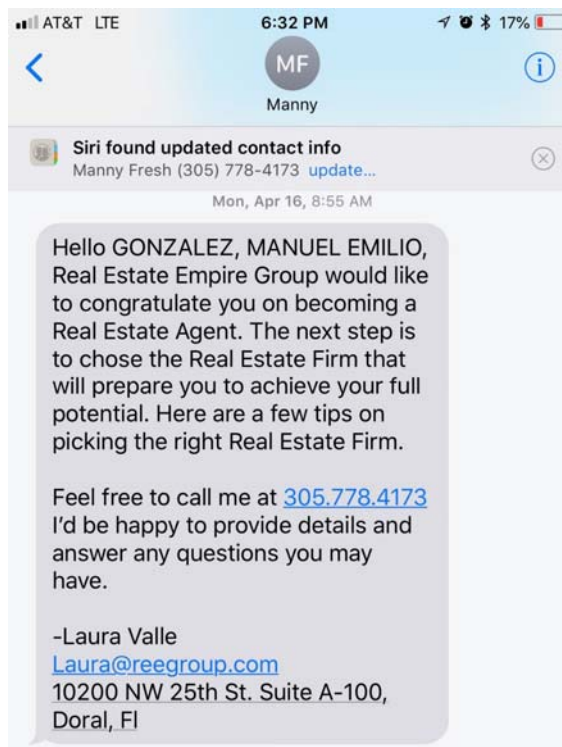 AT&T LTE 6:32 PM 17%
MF
Manny
Siri found updated contact info
Manny Fresh (305) 778-4173 update...
Mon, Apr 16, 8:55 AM
Hello GONZALEZ, MANUEL EMILIO,
Real Estate Empire Group would like
to congratulate you on becoming a
Real Estate Agent. The next step is
to chose the Real Estate Firm that
will prepare you to achieve your full
potential. Here are a few tips on
picking the right Real Estate Firm.
Feel free to call me at 305.778.4173
I'd be happy to provide details and
answer any questions you may
have.
-Laura Valle
Laura@reegroup.com
10200 NW 25th St. Suite A-100,
Doral, Fl